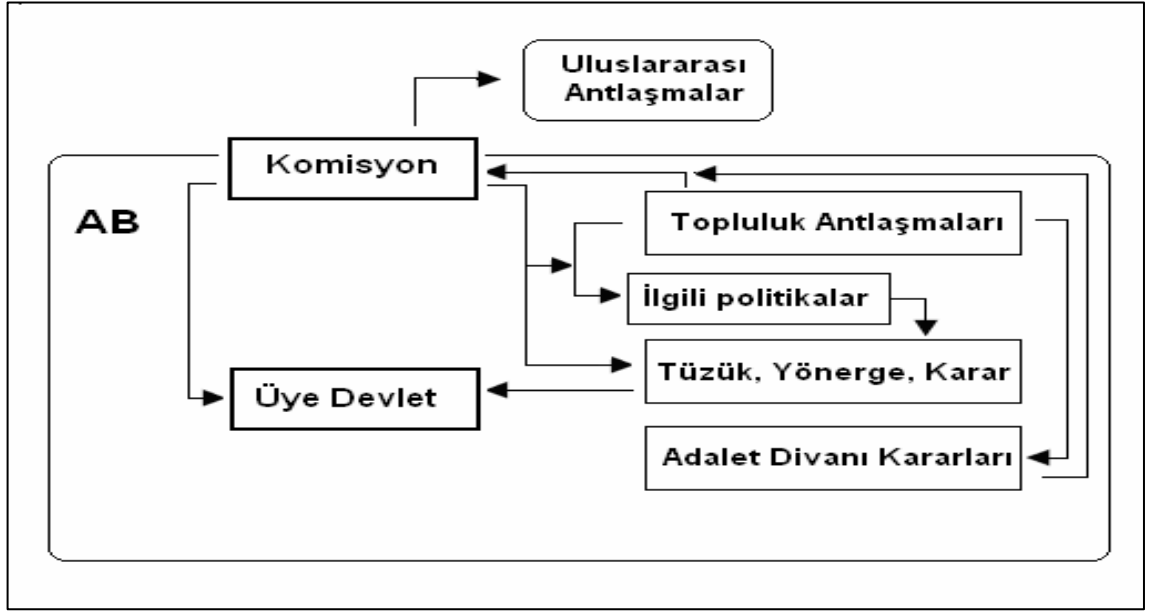 Uluslararası
Antlaşmalar
Komisyon
AB
Topluluk Antlaşmaları
İlgili politikalar
Tüzük, Yönerge, Karar
Üye Devlet
Adalet Divanı Kararları